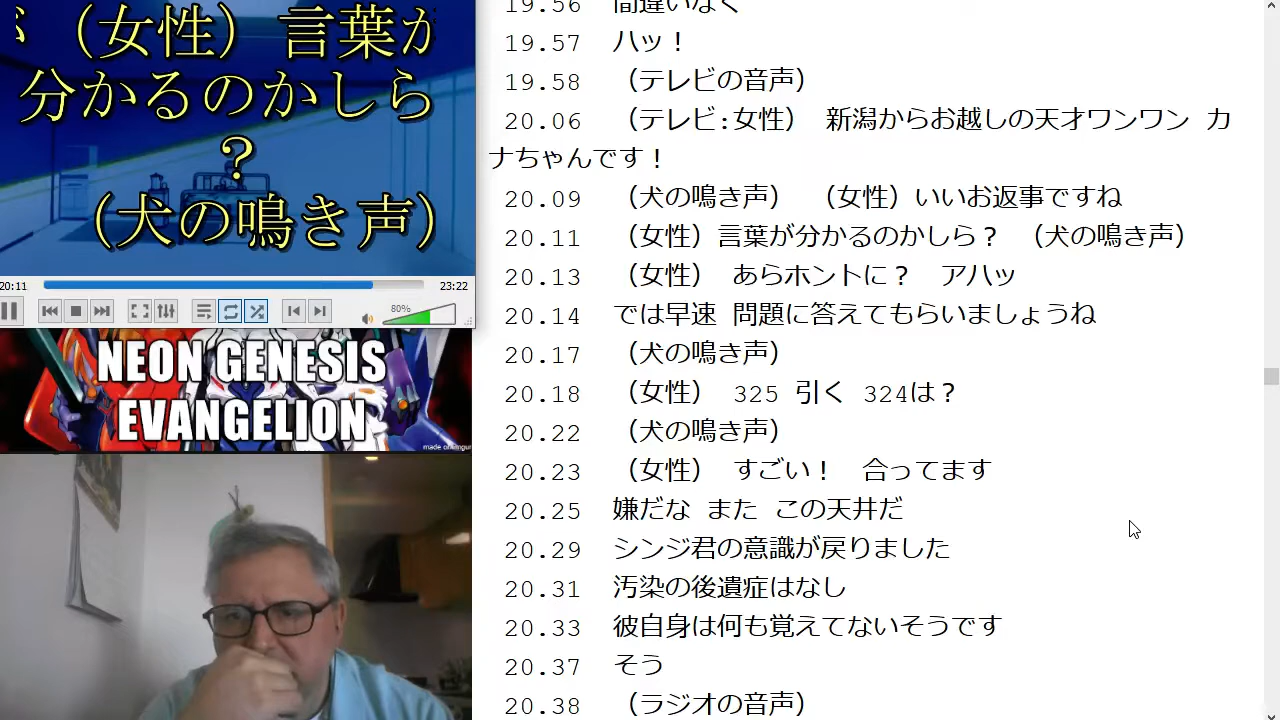 （女性）言葉が
分かるのかしら
？
（犬の鳴き声）
20:11
23:22
80%
NEON GENESIS
EVANGELION
19.56 間違いなく
19.57 ハッ！
19.58 （テレビの音声）
20.06 （テレビ:女性） 新潟からお越しの天才ワンワン カ
ナちゃんです！
20.09 （犬の鳴き声） （女性）いいお返事ですね
20.11 （女性）言葉が分かるのかしら？ （犬の鳴き声）
20.13 （女性） あらホントに？ アハッ
20.14 では早速 問題に答えてもらいましょうね
20.17 （犬の鳴き声）
20.18 （女性） 325 引く 324は？
20.22 （犬の鳴き声）
20.23 （女性） すごい！ 合ってます
20.25 嫌だな また この天井だ
20.29 シンジ君の意識が戻りました
20.31 汚染の後遺症はなし
20.33 彼自身は何も覚えてないそうです
20.37 そう
20.38 （ラジオの音声）